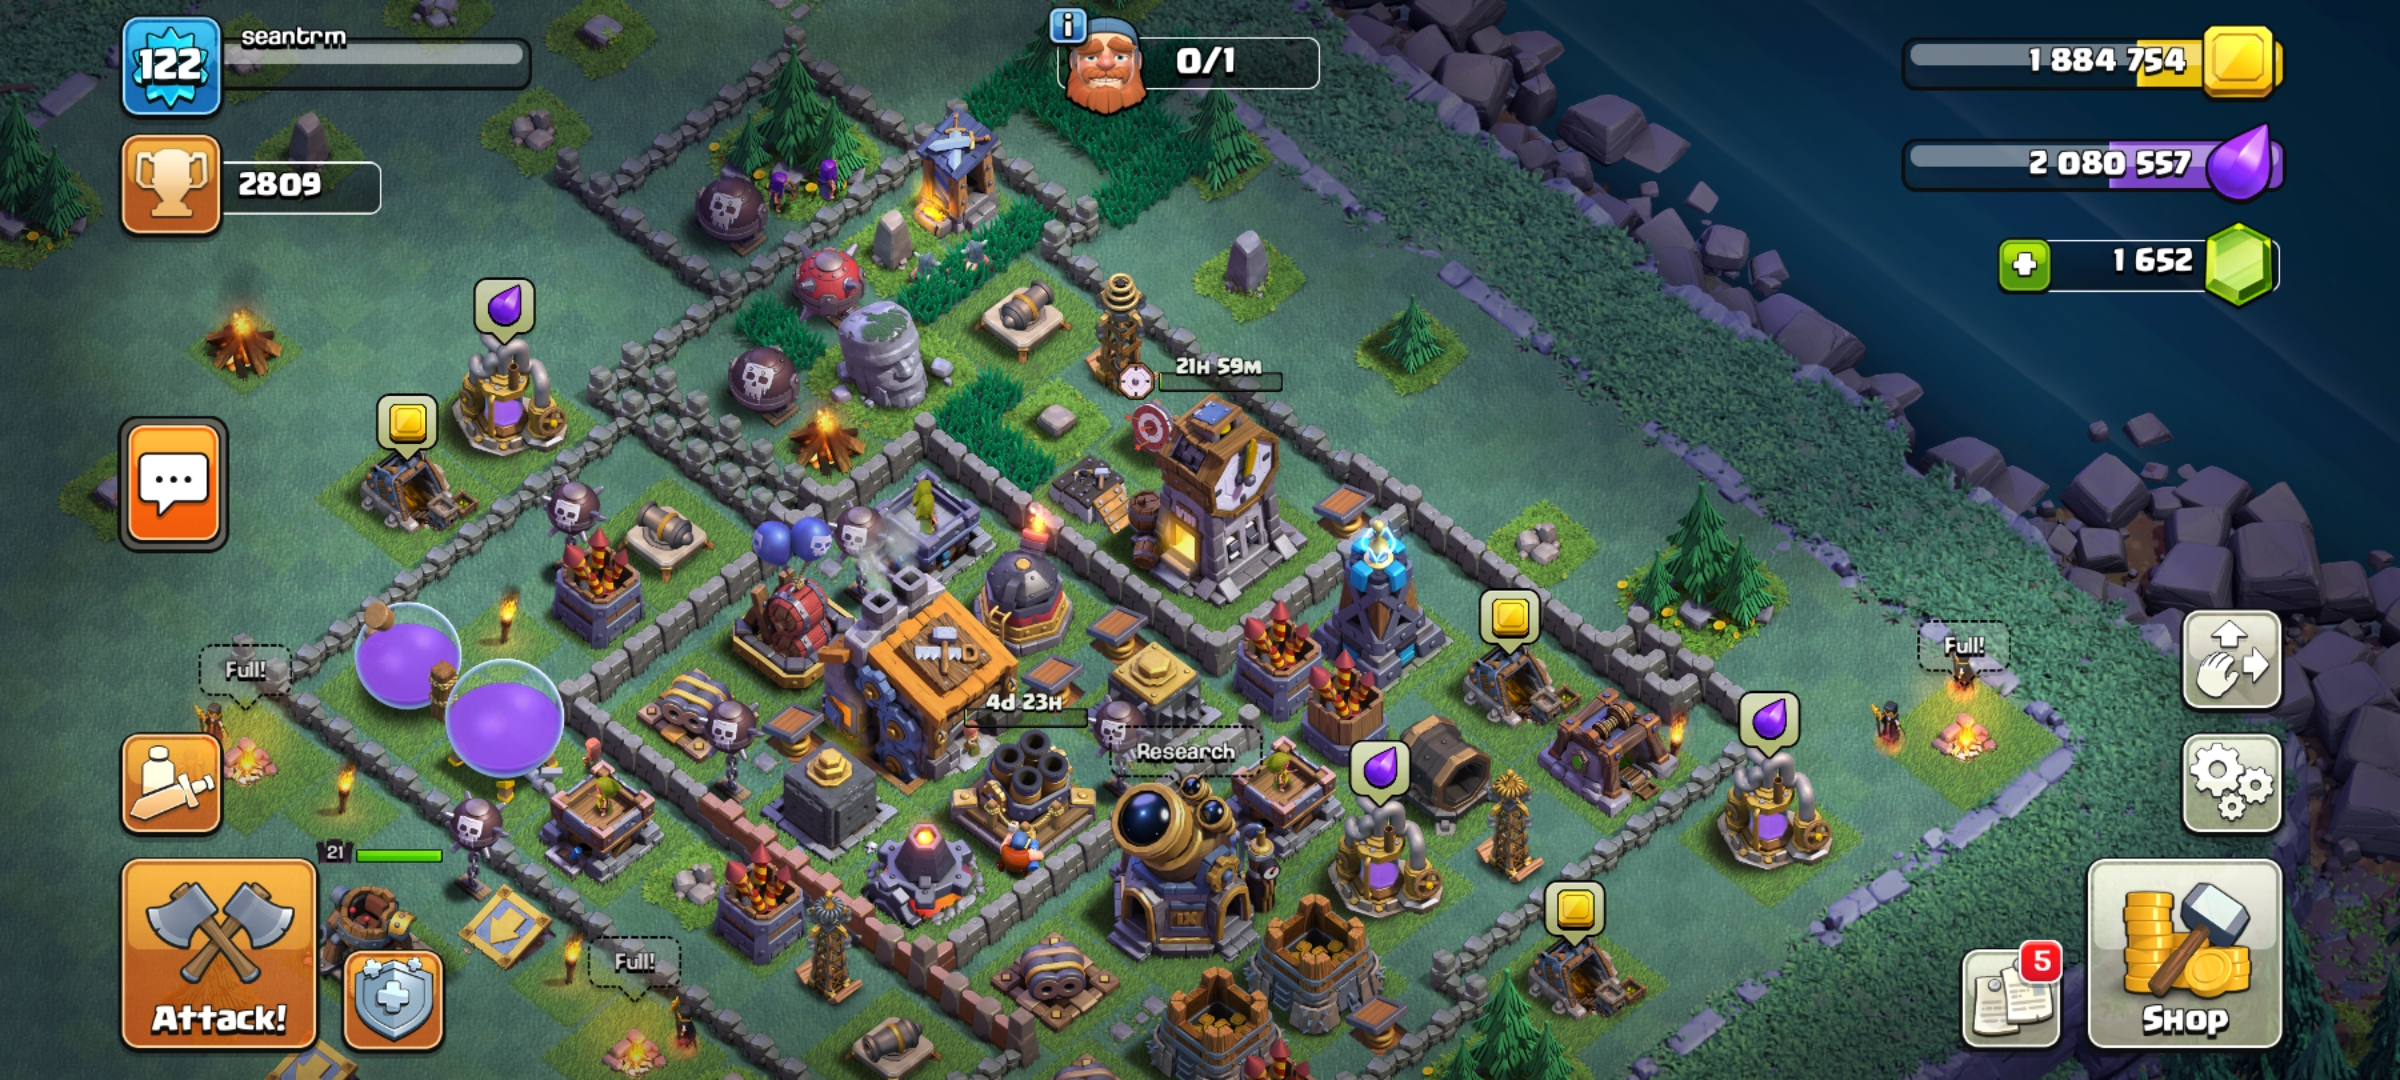 122
seantrm
i
0/1
1 884 754
2809
2 080 557
1 652
21H 59M
Full!
Full!
4d 23H
Research
21
Full!
5
Attack!
Shop